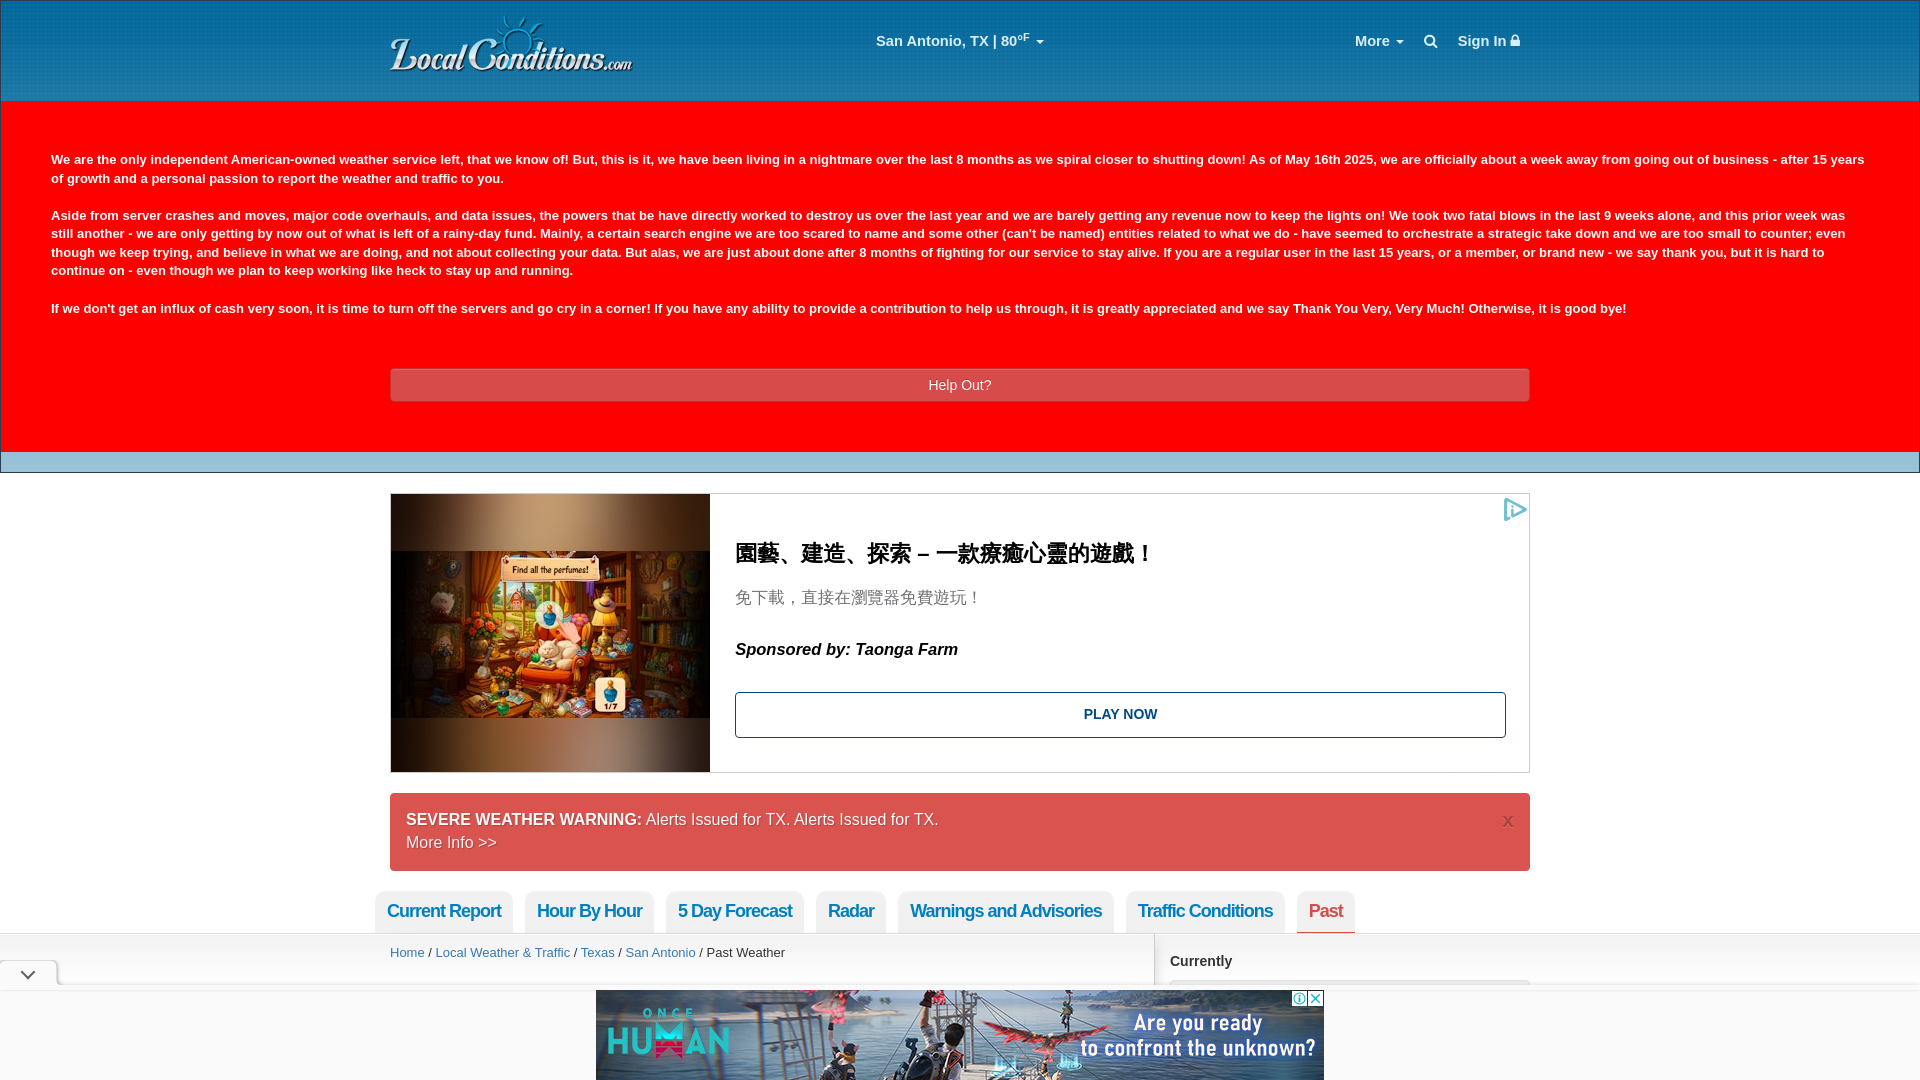 LocalConditions.com
San Antonio, TX | 80°F
More
Sign In
We are the only independent American-owned weather service left, that we know of! But, this is it, we have been living in a nightmare over the last 8 months as we spiral closer to shutting down! As of May 16th 2025, we are officially about a week away from going out of business - after 15 years
of growth and a personal passion to report the weather and traffic to you.
Aside from server crashes and moves, major code overhauls, and data issues, the powers that be have directly worked to destroy us over the last year and we are barely getting any revenue now to keep the lights on! We took two fatal blows in the last 9 weeks alone, and this prior week was
still another - we are only getting by now out of what is left of a rainy-day fund. Mainly, a certain search engine we are too scared to name and some other (can't be named) entities related to what we do - have seemed to orchestrate a strategic take down and we are too small to counter; even
though we keep trying, and believe in what we are doing, and not about collecting your data. But alas, we are just about done after 8 months of fighting for our service to stay alive. If you are a regular user in the last 15 years, or a member, or brand new - we say thank you, but it is hard to
continue on - even though we plan to keep working like heck to stay up and running.
If we don't get an influx of cash very soon, it is time to turn off the servers and go cry in a corner! If you have any ability to provide a contribution to help us through, it is greatly appreciated and we say Thank You Very, Very Much! Otherwise, it is good bye!
Help Out?
Find all the perfumes!
1/7
園藝、建造、探索 – 一款療癒心靈的遊戲！
免下載，直接在瀏覽器免費遊玩！
Sponsored by: Taonga Farm
PLAY NOW
SEVERE WEATHER WARNING: Alerts Issued for TX. Alerts Issued for TX.
x
More Info >>
Current Report
Hour By Hour
5 Day Forecast
Radar
Warnings and Advisories
Traffic Conditions
Past
Home / Local Weather & Traffic / Texas / San Antonio / Past Weather
Currently
ONCE
HUMAN
Are you ready
to confront the unknown?